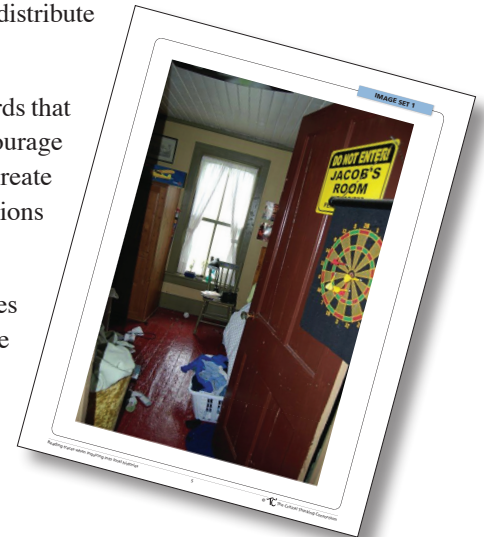 distribute
rds that
ourage
reate
ions
es
e
IMAGE SET 1
DO NOT ENTER!
JACOB'S
ROOM
The Critical Thinking Consortium